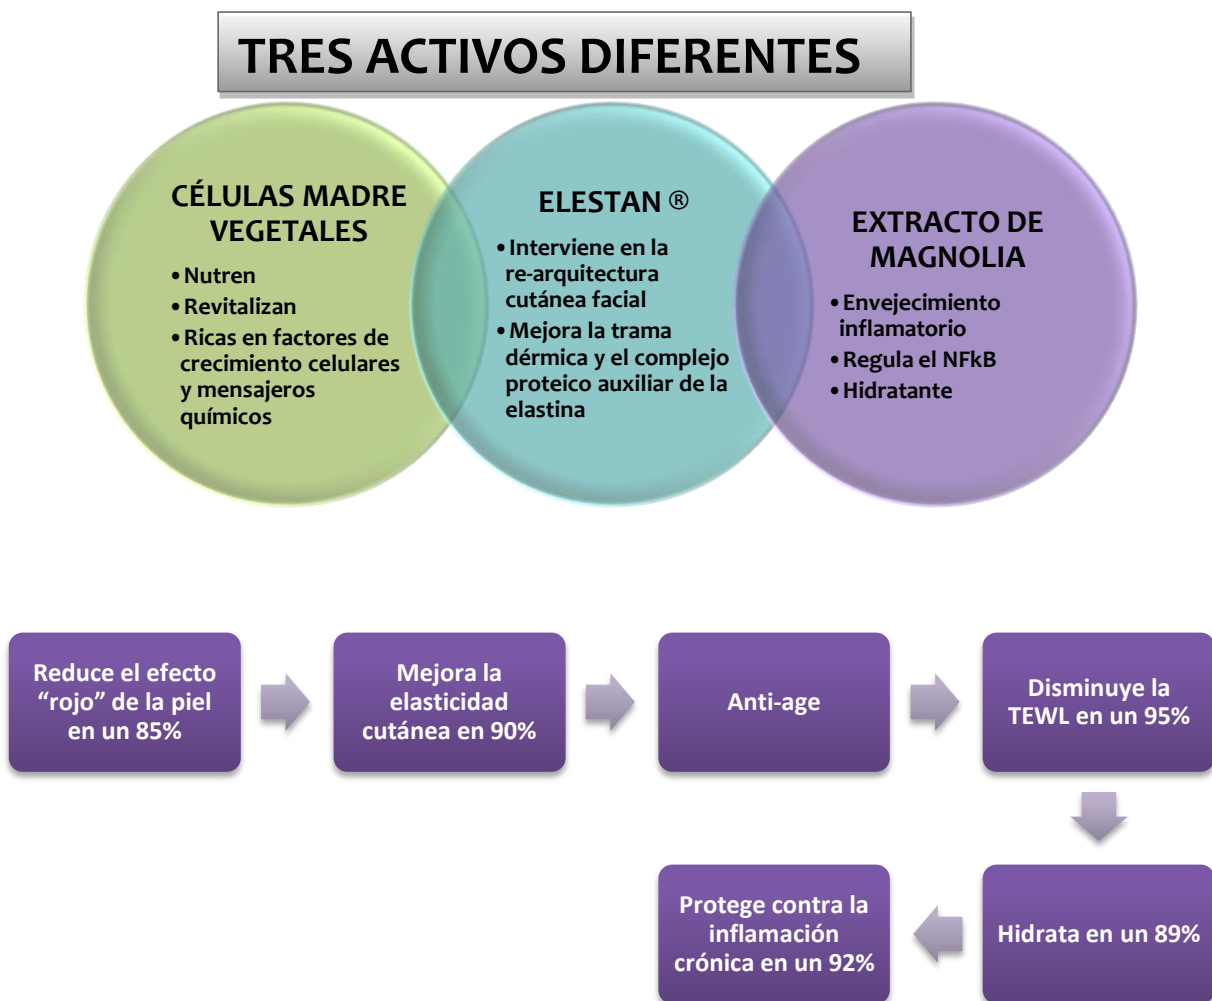 TRES ACTIVOS DIFERENTES
CÉLULAS MADRE
VEGETALES
• Nutren
• Revitalizan
• Ricas en factores de
crecimiento celulares
y mensajeros
químicos
ELESTAN ®
• Interviene en la
re-arquitectura
cutánea facial
• Mejora la trama
dérmica y el complejo
proteico auxiliar de la
elastina
EXTRACTO DE
MAGNOLIA
• Envejecimiento
inflamatorio
• Regula el NFkB
• Hidratante
Reduce el efecto
“rojo” de la piel
en un 85%
Mejora la
elasticidad
cutánea en 90%
Anti-age
Disminuye la
TEWL en un 95%
Hidrata en un 89%
Protege contra la
inflamación
crónica en un 92%